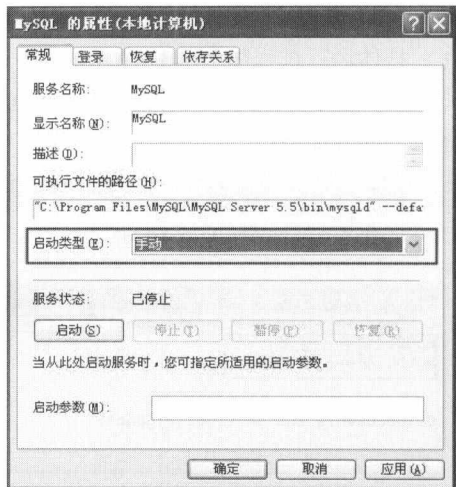 MySQL 的属性(本地计算机)
常规 登录 恢复 依存关系
服务名称: MySQL
显示名称(N): MySQL
描述(D):
可执行文件的路径(H):
"C:\Program Files\MySQL\MySQL Server 5.5\bin\mysqld" --defa
启动类型(E): 手动
服务状态: 已停止
启动(S) 停止(T) 暂停(P) 恢复(R)
当从此处启动服务时，您可指定所适用的启动参数。
启动参数(M):
确定 取消 应用(A)